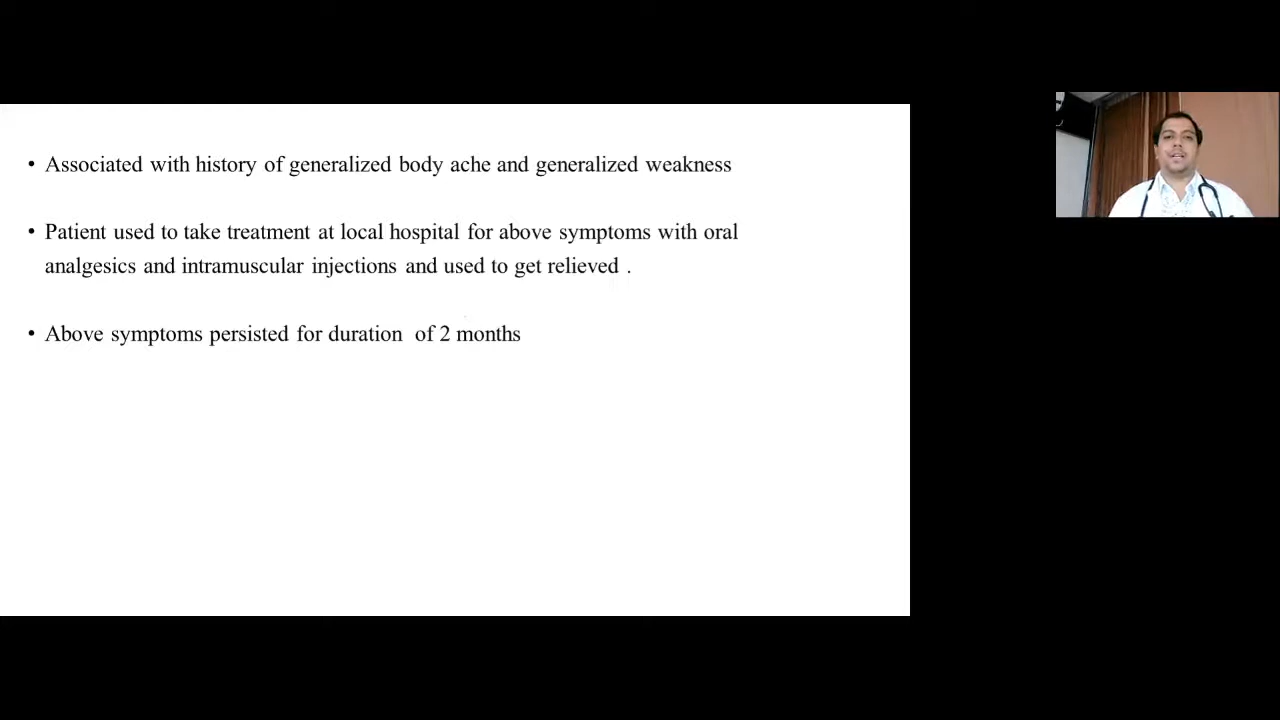 • Associated with history of generalized body ache and generalized weakness
• Patient used to take treatment at local hospital for above symptoms with oral
analgesics and intramuscular injections and used to get relieved .
• Above symptoms persisted for duration  of 2 months